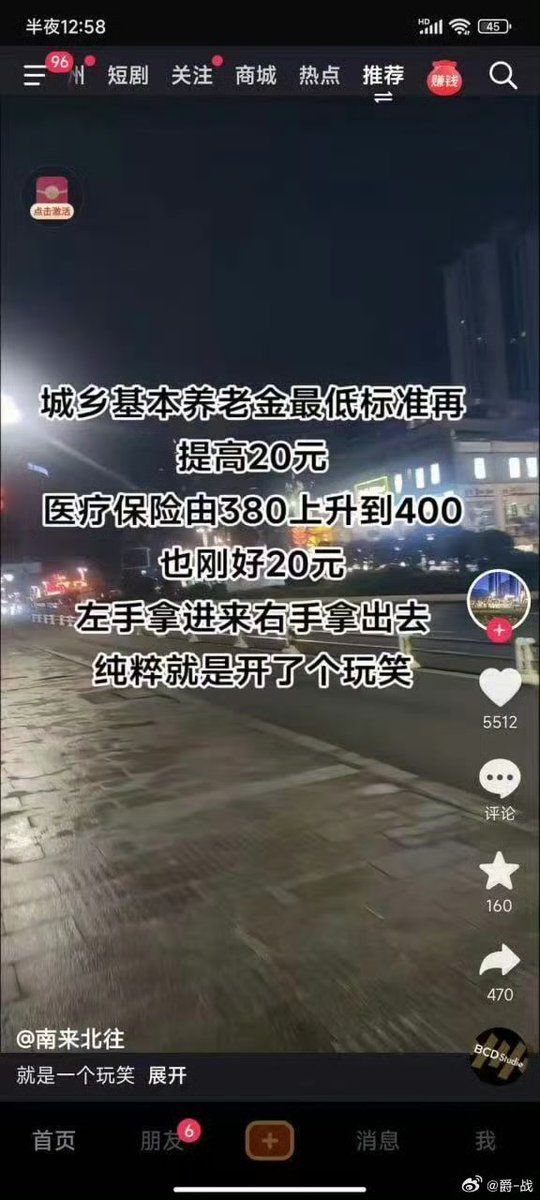 半夜12:58
HD
45
96
州 短剧 关注 商城 热点 推荐 赚钱
点击激活
城乡基本养老金最低标准再
提高20元
医疗保险由380上升到400
也刚好20元
左手拿进来右手拿出去
纯粹就是开了个玩笑
5512
评论
160
470
@南来北往
BCD Studio
就是一个玩笑 展开
首页 朋友 6 消息 我
@爵-战